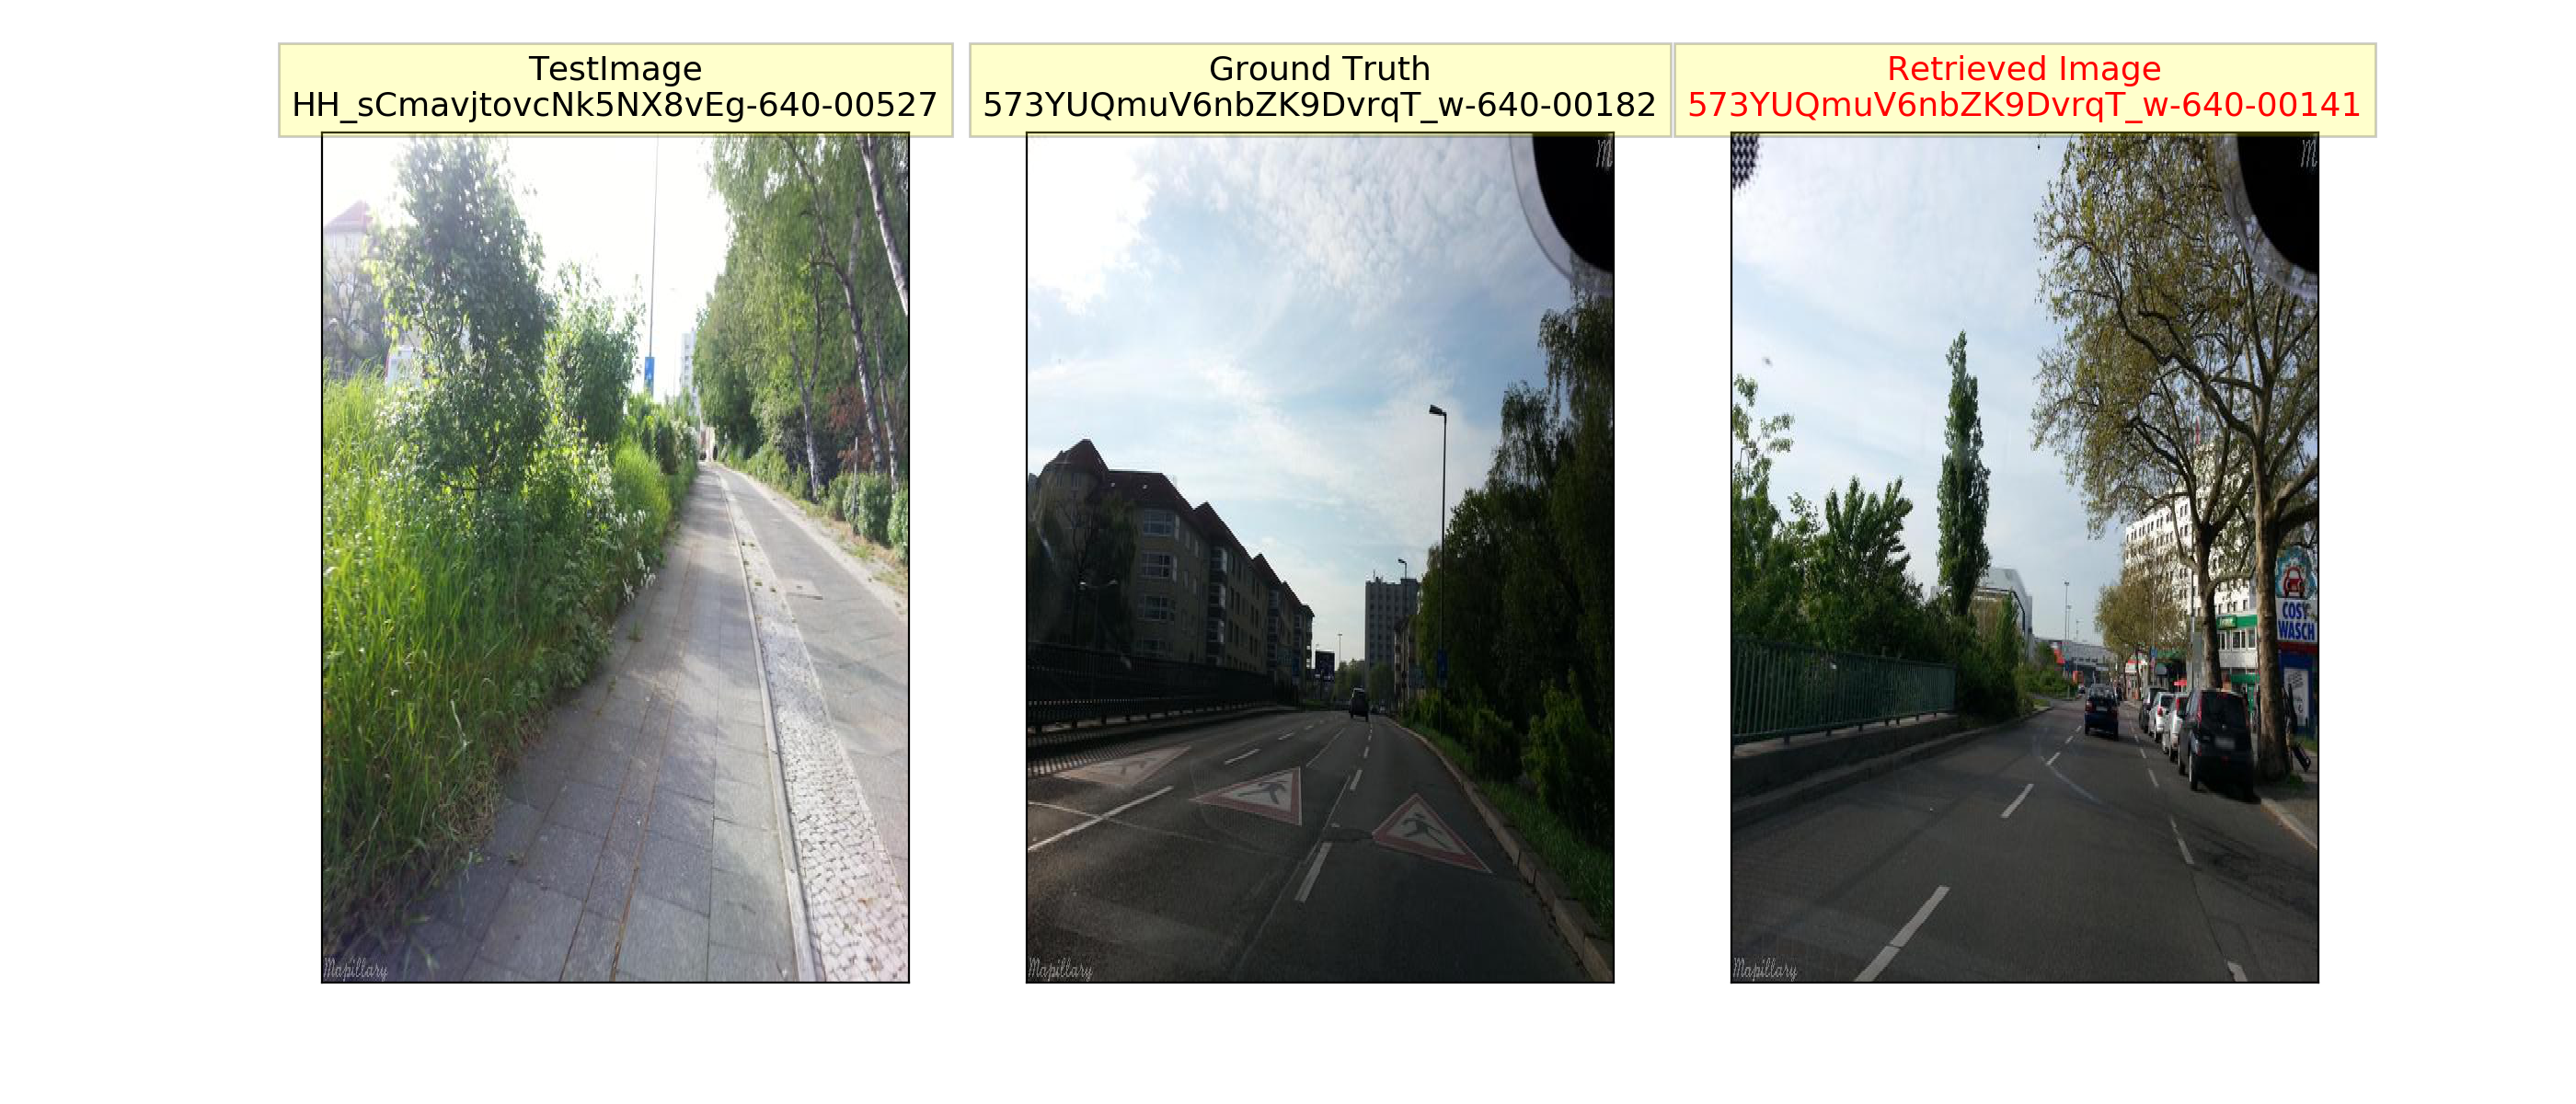 TestImage
HH_sCmavjtovcNk5NX8vEg-640-00527
Ground Truth
573YUQmuV6nbZK9DvrqT_w-640-00182
Retrieved Image
573YUQmuV6nbZK9DvrqT_w-640-00141
M
M
COSY
WASCH
Mapillary
Mapillary
Mapillary